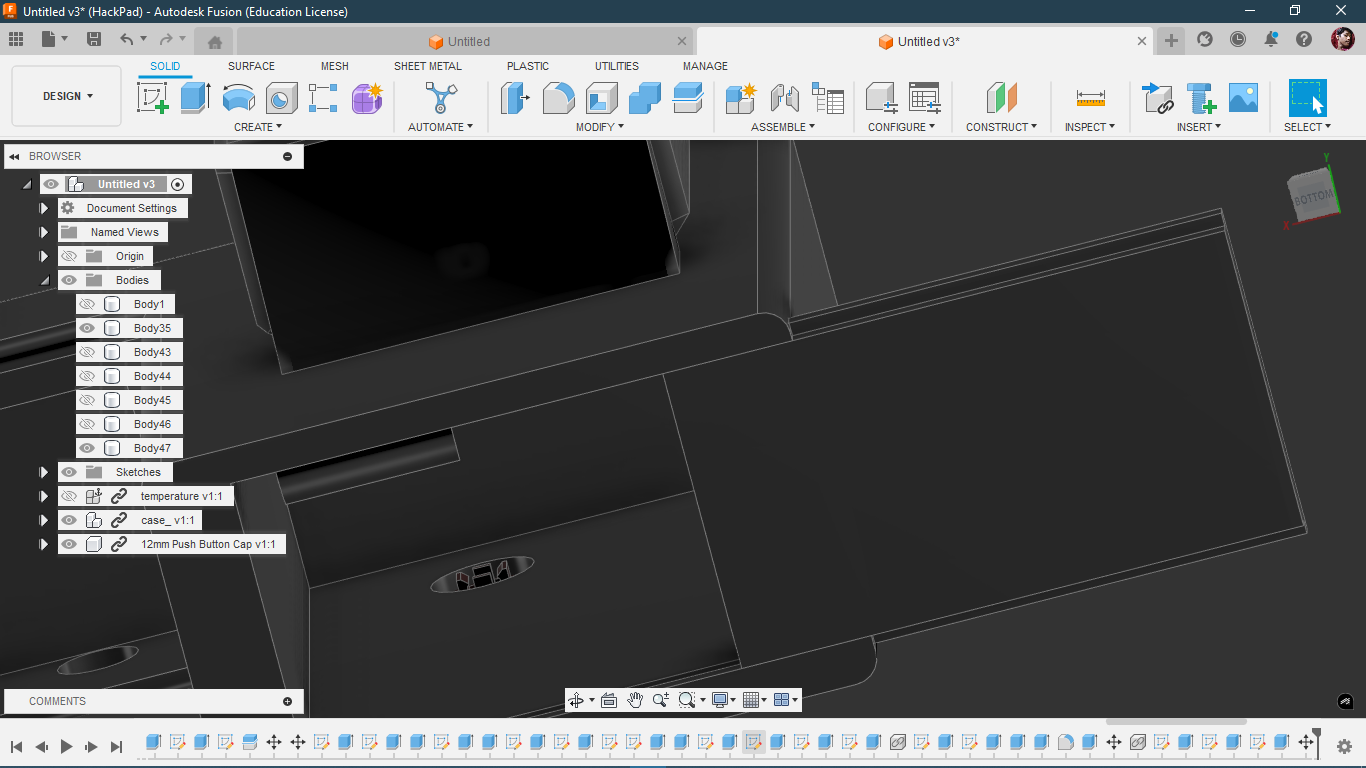 Untitled v3* (HackPad) - Autodesk Fusion (Education License)
Untitled
Untitled v3*
SOLID SURFACE MESH SHEET METAL PLASTIC UTILITIES MANAGE
DESIGN
CREATE AUTOMATE MODIFY ASSEMBLE CONFIGURE CONSTRUCT INSPECT INSERT SELECT
BROWSER
Untitled v3
Document Settings
Named Views
Origin
Bodies
Body1
Body35
Body43
Body44
Body45
Body46
Body47
Sketches
temperature v1:1
case_ v1:1
12mm Push Button Cap v1:1
Y
BOTTOM
X
COMMENTS